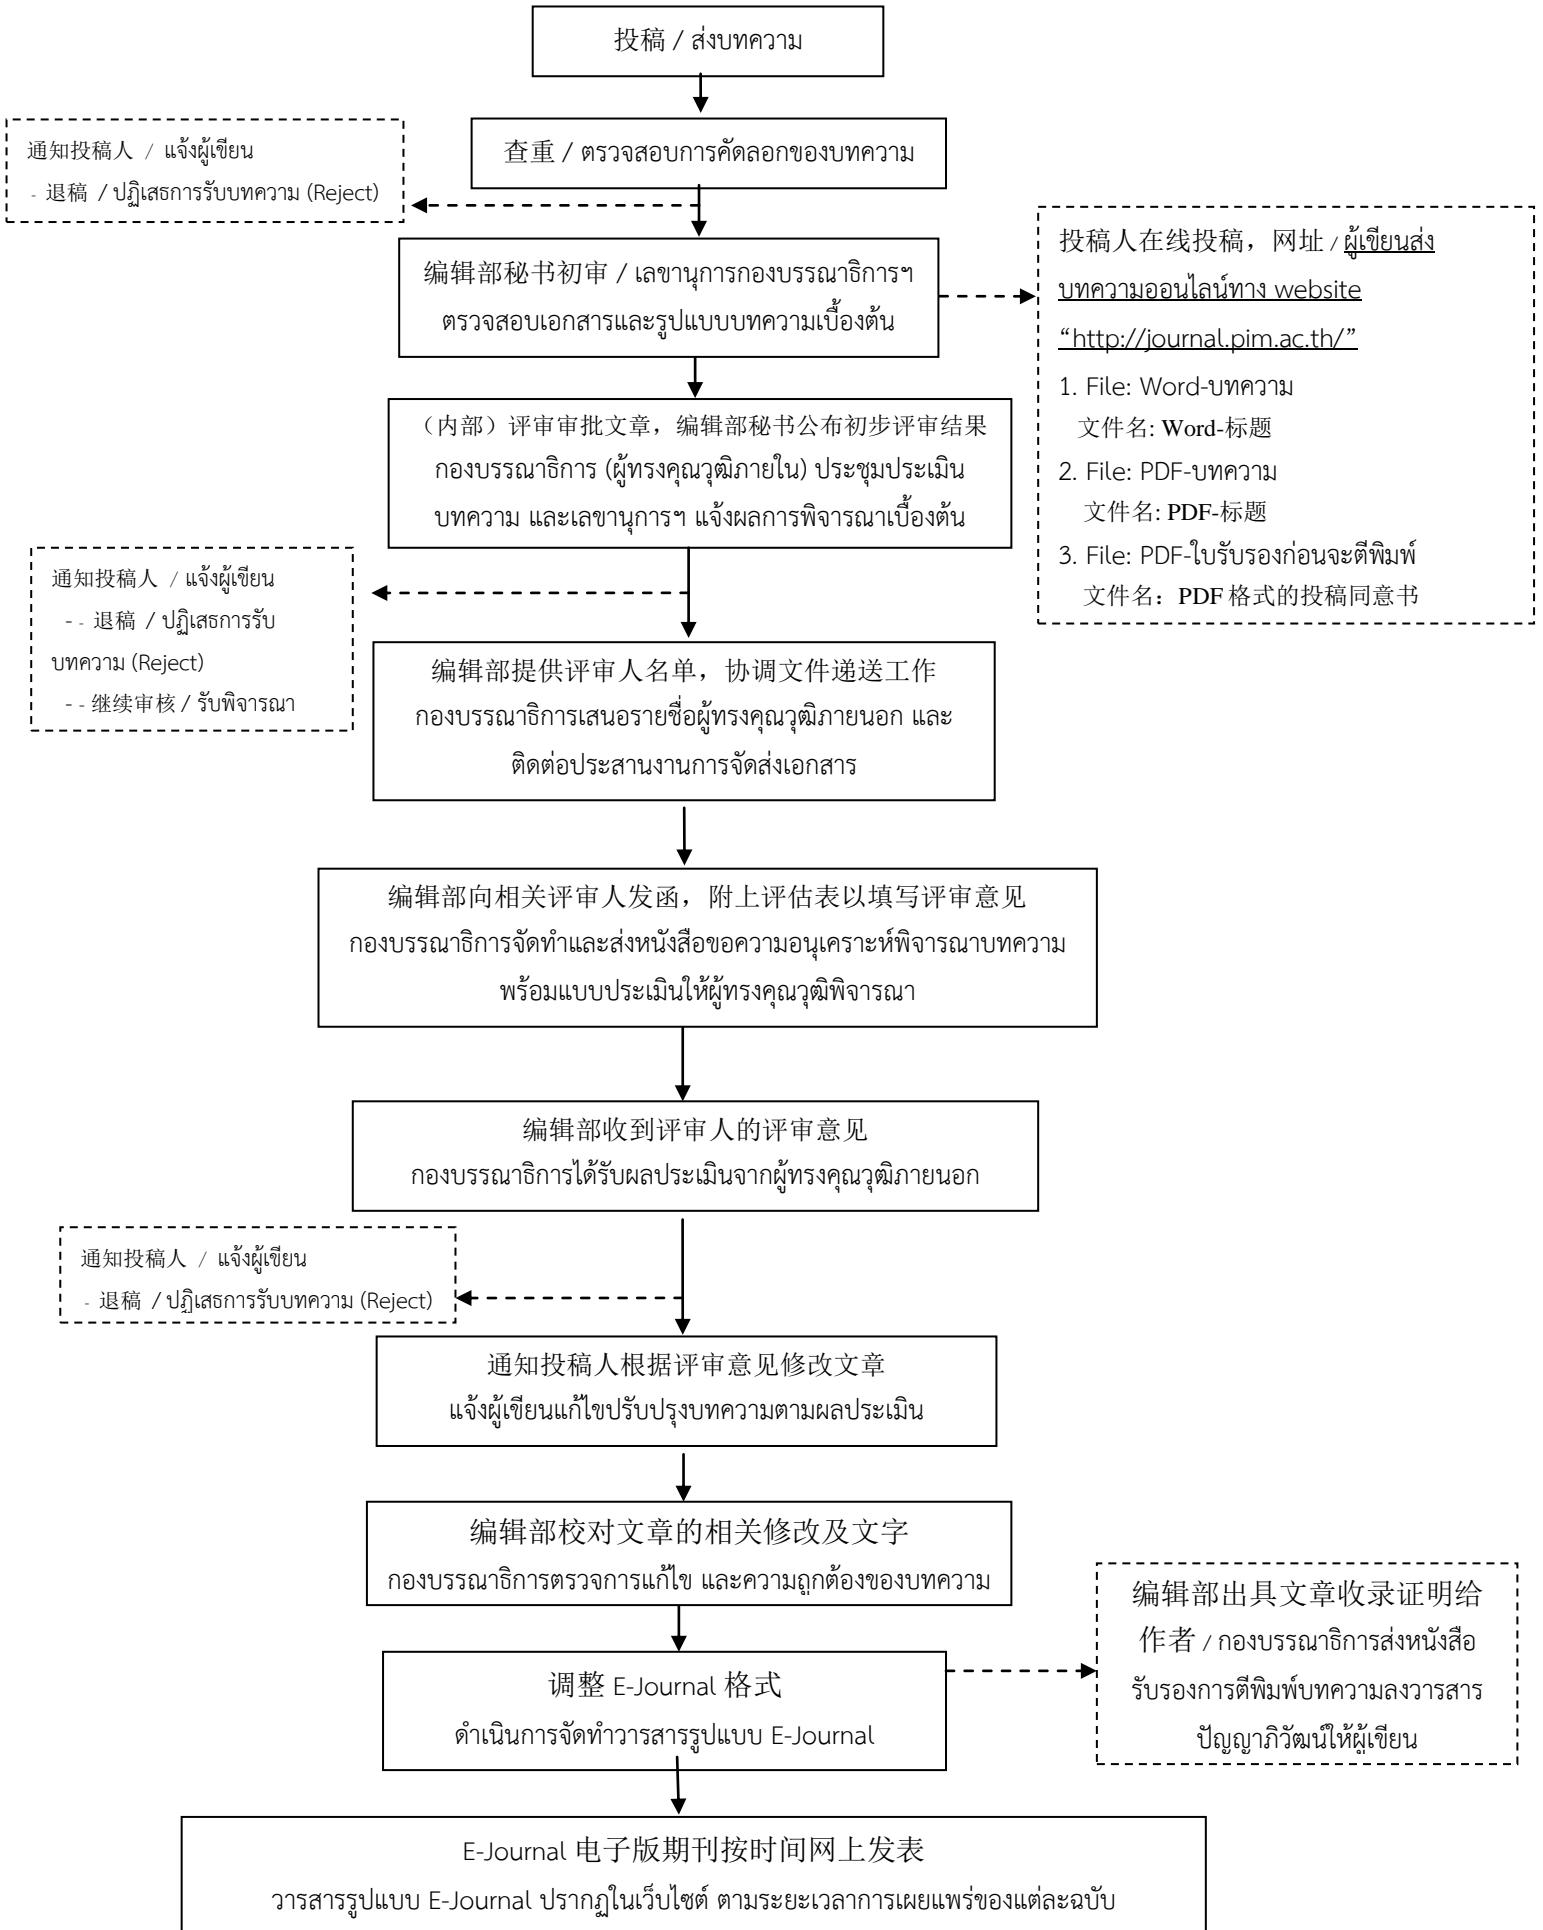 投稿 / ส่งบทความ
查重 / ตรวจสอบการคัดลอกของบทความ
通知投稿人 / แจ้งผู้เขียน
- 退稿 / ปฏิเสธการรับบทความ (Reject)
编辑部秘书初审 / เลขานุการกองบรรณาธิการฯ
ตรวจสอบเอกสารและรูปแบบบทความเบื้องต้น
投稿人在线投稿，网址 / ผู้เขียนส่ง
บทความออนไลน์ทาง website
“http://journal.pim.ac.th/”
1. File: Word-บทความ
文件名: Word-标题
2. File: PDF-บทความ
文件名: PDF-标题
3. File: PDF-ใบรับรองก่อนจะตีพิมพ์
文件名：PDF 格式的投稿同意书
（内部）评审审批文章，编辑部秘书公布初步评审结果
กองบรรณาธิการ (ผู้ทรงคุณวุฒิภายใน) ประชุมประเมิน
บทความ และเลขานุการฯ แจ้งผลการพิจารณาเบื้องต้น
通知投稿人 / แจ้งผู้เขียน
- - 退稿 / ปฏิเสธการรับ
บทความ (Reject)
- - 继续审核 / รับพิจารณา
编辑部提供评审人名单，协调文件递送工作
กองบรรณาธิการเสนอรายชื่อผู้ทรงคุณวุฒิภายนอก และ
ติดต่อประสานงานการจัดส่งเอกสาร
编辑部向相关评审人发函，附上评估表以填写评审意见
กองบรรณาธิการจัดทำและส่งหนังสือขอความอนุเคราะห์พิจารณาบทความ
พร้อมแบบประเมินให้ผู้ทรงคุณวุฒิพิจารณา
编辑部收到评审人的评审意见
กองบรรณาธิการได้รับผลประเมินจากผู้ทรงคุณวุฒิภายนอก
通知投稿人 / แจ้งผู้เขียน
- 退稿 / ปฏิเสธการรับบทความ (Reject)
通知投稿人根据评审意见修改文章
แจ้งผู้เขียนแก้ไขปรับปรุงบทความตามผลประเมิน
编辑部校对文章的相关修改及文字
กองบรรณาธิการตรวจการแก้ไข และความถูกต้องของบทความ
调整 E-Journal 格式
ดำเนินการจัดทำวารสารรูปแบบ E-Journal
编辑部出具文章收录证明给
作者 / กองบรรณาธิการส่งหนังสือ
รับรองการตีพิมพ์บทความลงวารสาร
ปัญญาภิวัฒน์ให้ผู้เขียน
E-Journal 电子版期刊按时间网上发表
วารสารรูปแบบ E-Journal ปรากฏในเว็บไซต์ ตามระยะเวลาการเผยแพร่ของแต่ละฉบับ